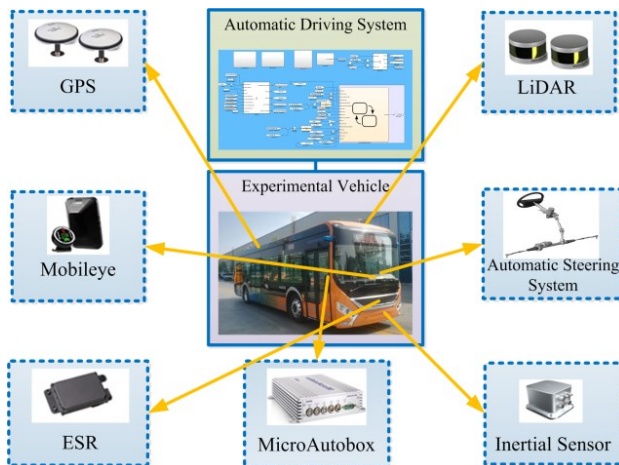 Automatic Driving System
GPS
LiDAR
Experimental Vehicle
Mobileye
Automatic Steering
System
ESR
MicroAutobox
Inertial Sensor